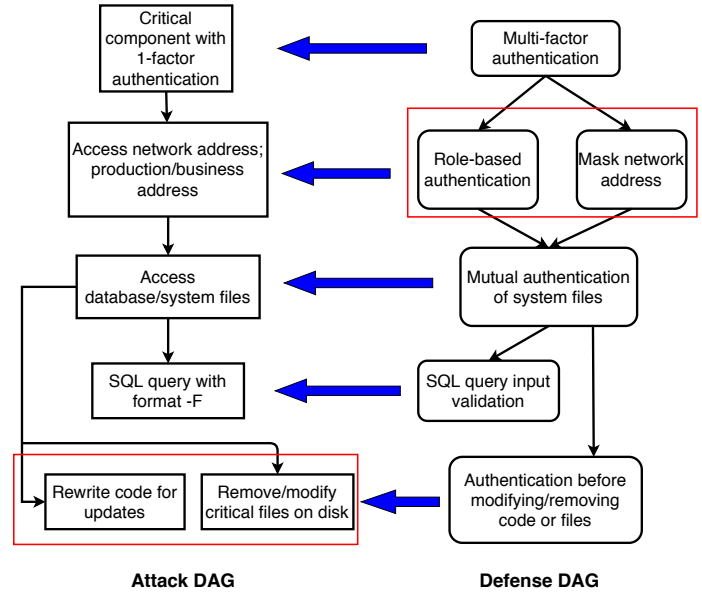 Critical
component with
1-factor
authentication
Multi-factor
authentication
Access network address;
production/business
address
Role-based
authentication
Mask network
address
Access
database/system files
Mutual authentication
of system files
SQL query with
format -F
SQL query input
validation
Rewrite code for
updates
Remove/modify
critical files on disk
Authentication before
modifying/removing
code or files
Attack DAG
Defense DAG